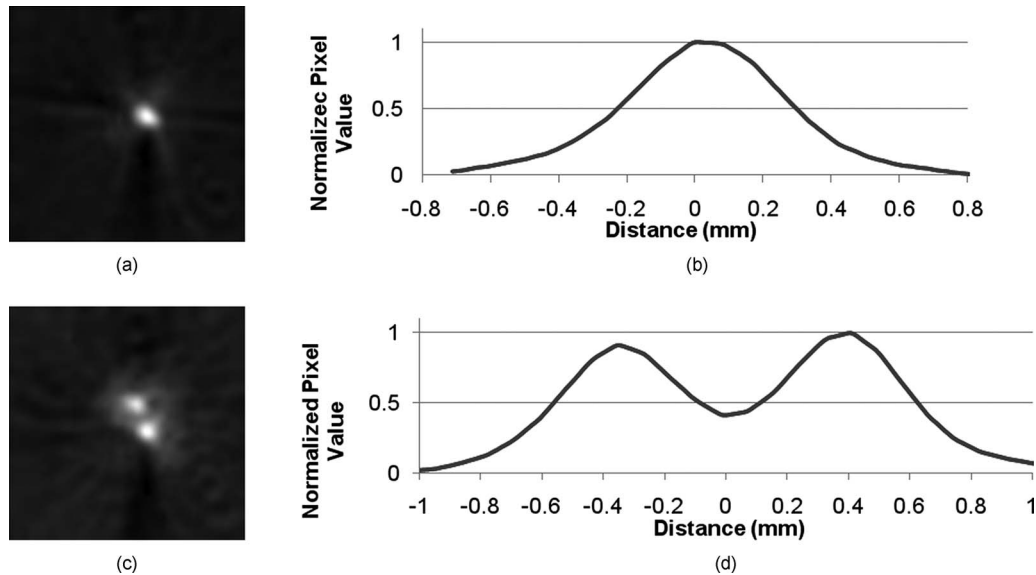 Normalizec Pixel
Value
1
0.5
0
-0.8 -0.6 -0.4 -0.2 0 0.2 0.4 0.6 0.8
Distance (mm)
(a)
(b)
Normalized Pixel
Value
1
0.5
0
-1 -0.8 -0.6 -0.4 -0.2 0 0.2 0.4 0.6 0.8 1
Distance (mm)
(c)
(d)